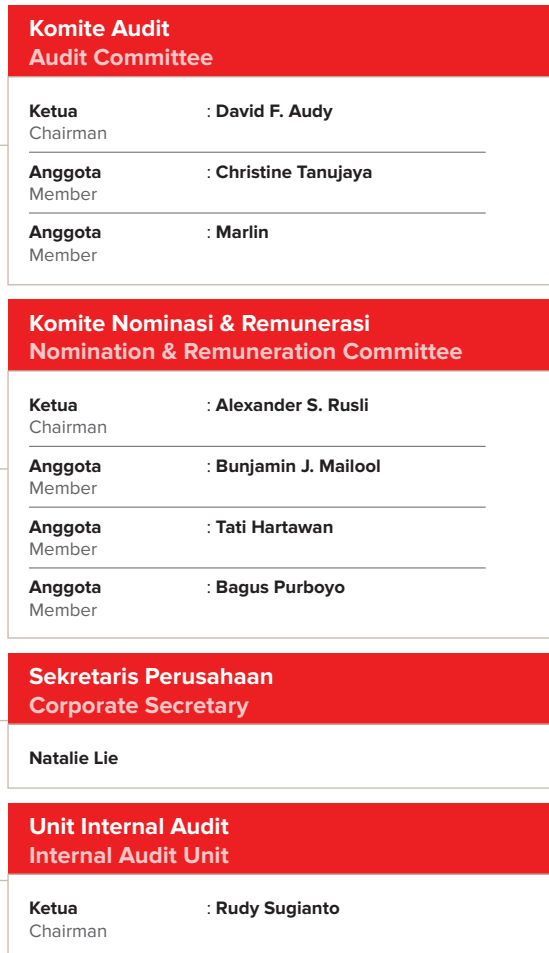 Komite Audit
Audit Committee
Ketua : David F. Audy
Chairman
Anggota : Christine Tanujaya
Member
Anggota : Marlin
Member
Komite Nominasi & Remunerasi
Nomination & Remuneration Committee
Ketua : Alexander S. Rusli
Chairman
Anggota : Bunjamin J. Mailool
Member
Anggota : Tati Hartawan
Member
Anggota : Bagus Purboyo
Member
Sekretaris Perusahaan
Corporate Secretary
Natalie Lie
Unit Internal Audit
Internal Audit Unit
Ketua : Rudy Sugianto
Chairman